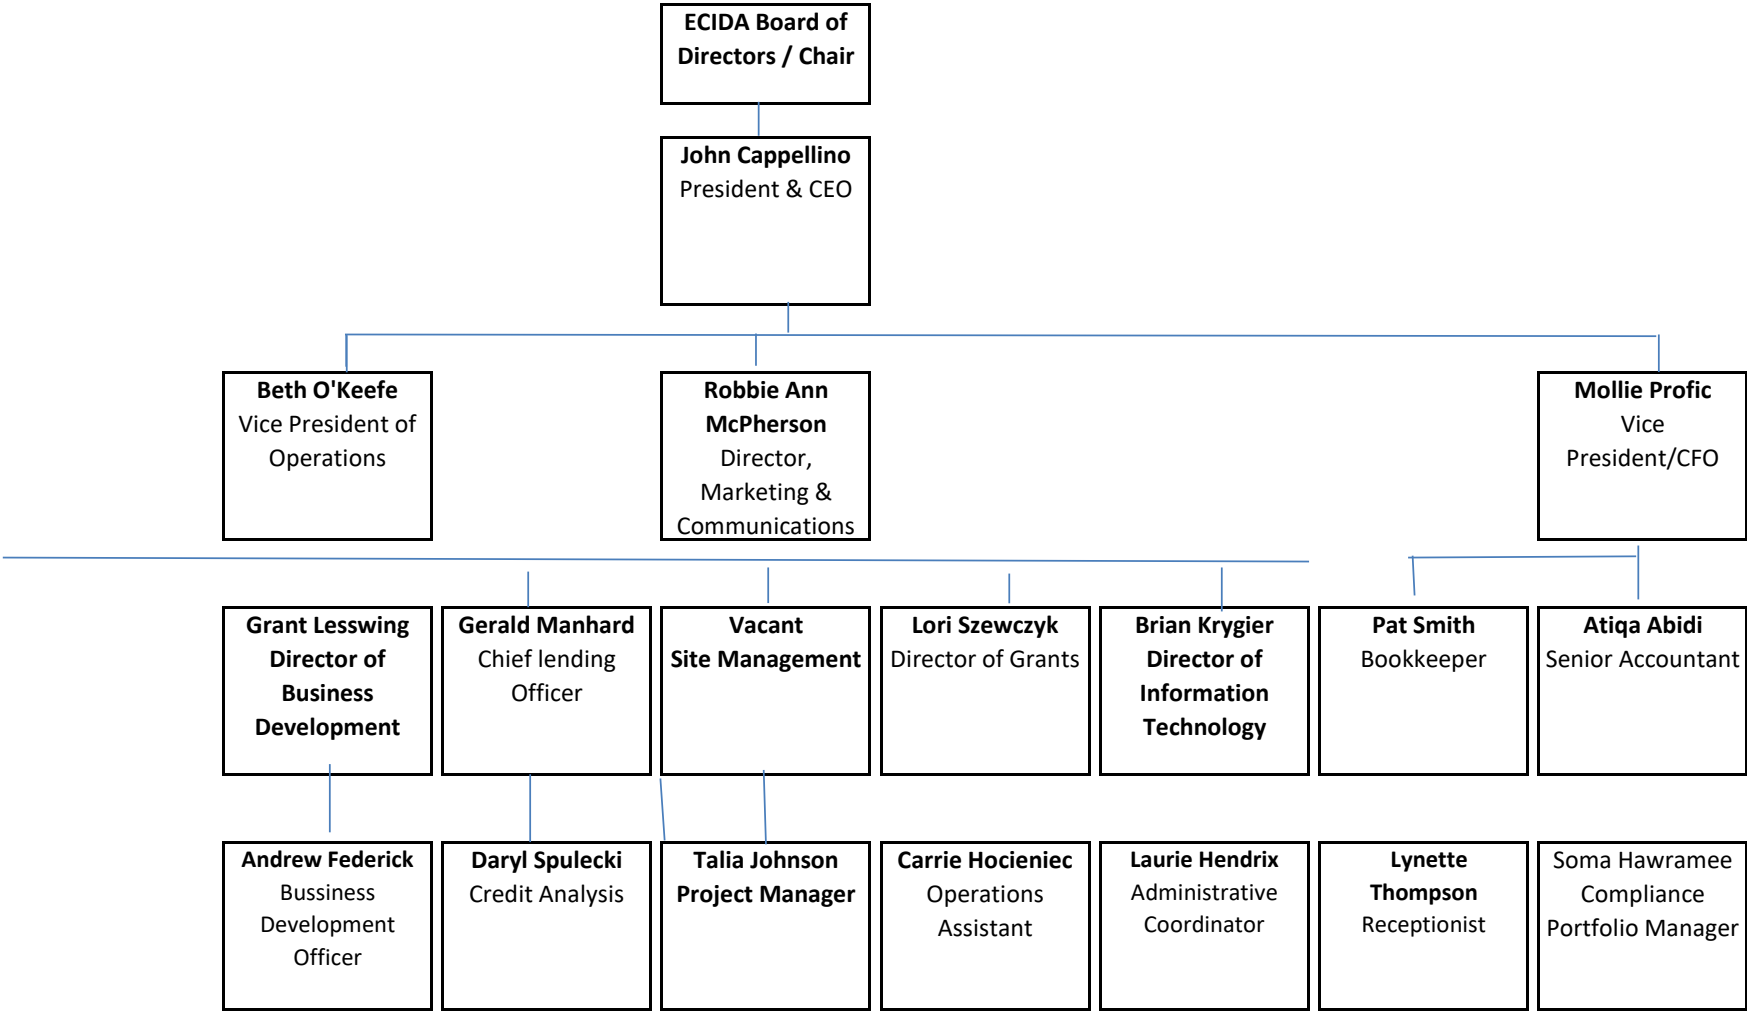 ECIDA Board of
Directors / Chair
John Cappellino
President & CEO
Beth O'Keefe
Vice President of
Operations
Robbie Ann
McPherson
Director,
Marketing &
Communications
Mollie Profic
Vice
President/CFO
Grant Lesswing
Director of
Business
Development
Gerald Manhard
Chief lending
Officer
Vacant
Site Management
Lori Szewczyk
Director of Grants
Brian Krygier
Director of
Information
Technology
Pat Smith
Bookkeeper
Atiqa Abidi
Senior Accountant
Andrew Federick
Bussiness
Development
Officer
Daryl Spulecki
Credit Analysis
Talia Johnson
Project Manager
Carrie Hocieniec
Operations
Assistant
Laurie Hendrix
Administrative
Coordinator
Lynette
Thompson
Receptionist
Soma Hawramee
Compliance
Portfolio Manager